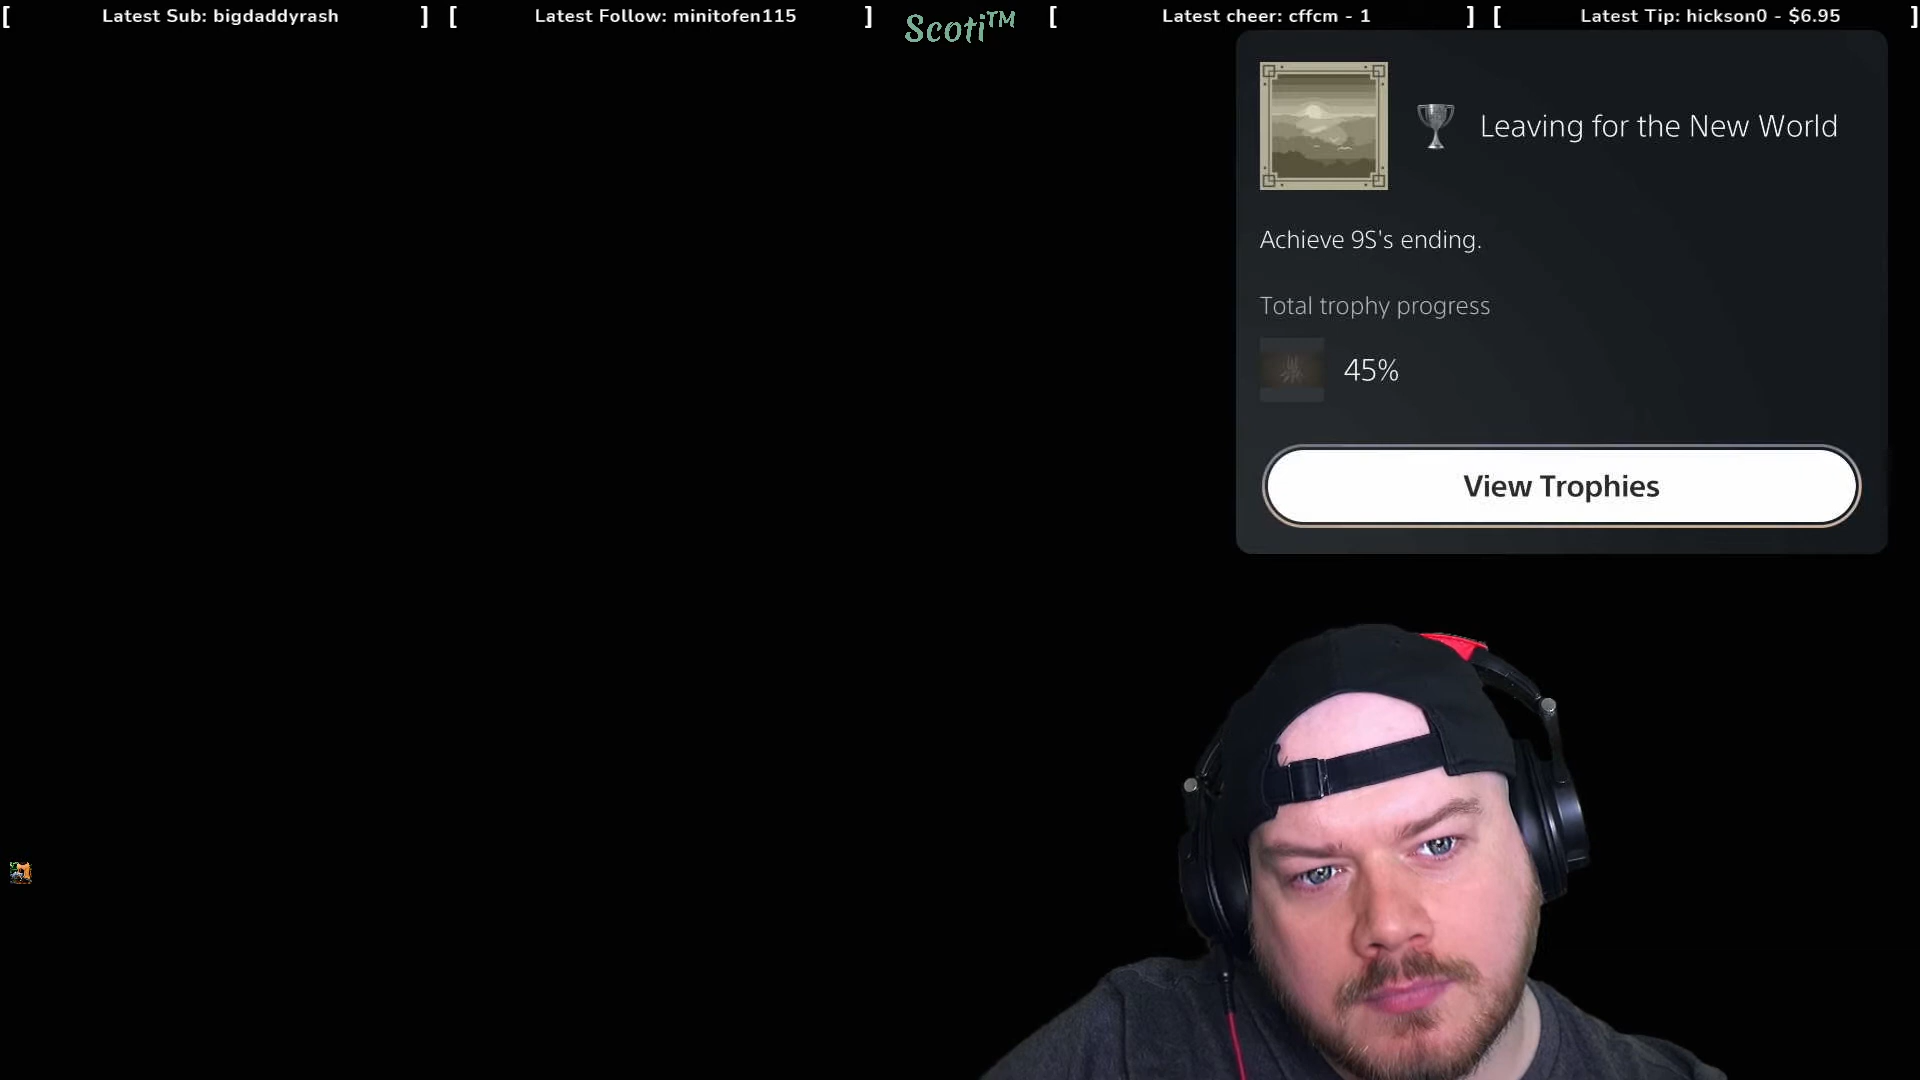 [ Latest Sub: bigdaddyrash ] [ Latest Follow: minitofen115 ] Scoti™ [ Latest cheer: cffcm - 1 ] [ Latest Tip: hickson0 - $6.95 ]
Leaving for the New World
Achieve 9S's ending.
Total trophy progress
45%
View Trophies